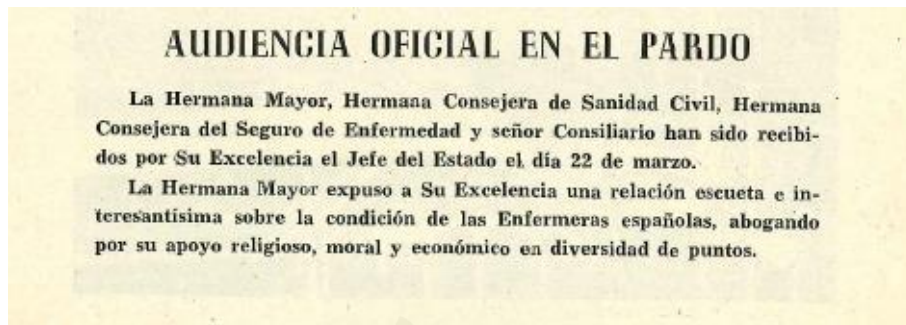 AUDIENCIA OFICIAL EN EL PARDO
La Hermana Mayor, Hermana Consejera de Sanidad Civil, Hermana
Consejera del Seguro de Enfermedad y señor Consiliario han sido recibi-
dos por Su Excelencia el Jefe del Estado el día 22 de marzo.
La Hermana Mayor expuso a Su Excelencia una relación escueta e in-
teresantísima sobre la condición de las Enfermeras españolas, abogando
por su apoyo religioso, moral y económico en diversidad de puntos.